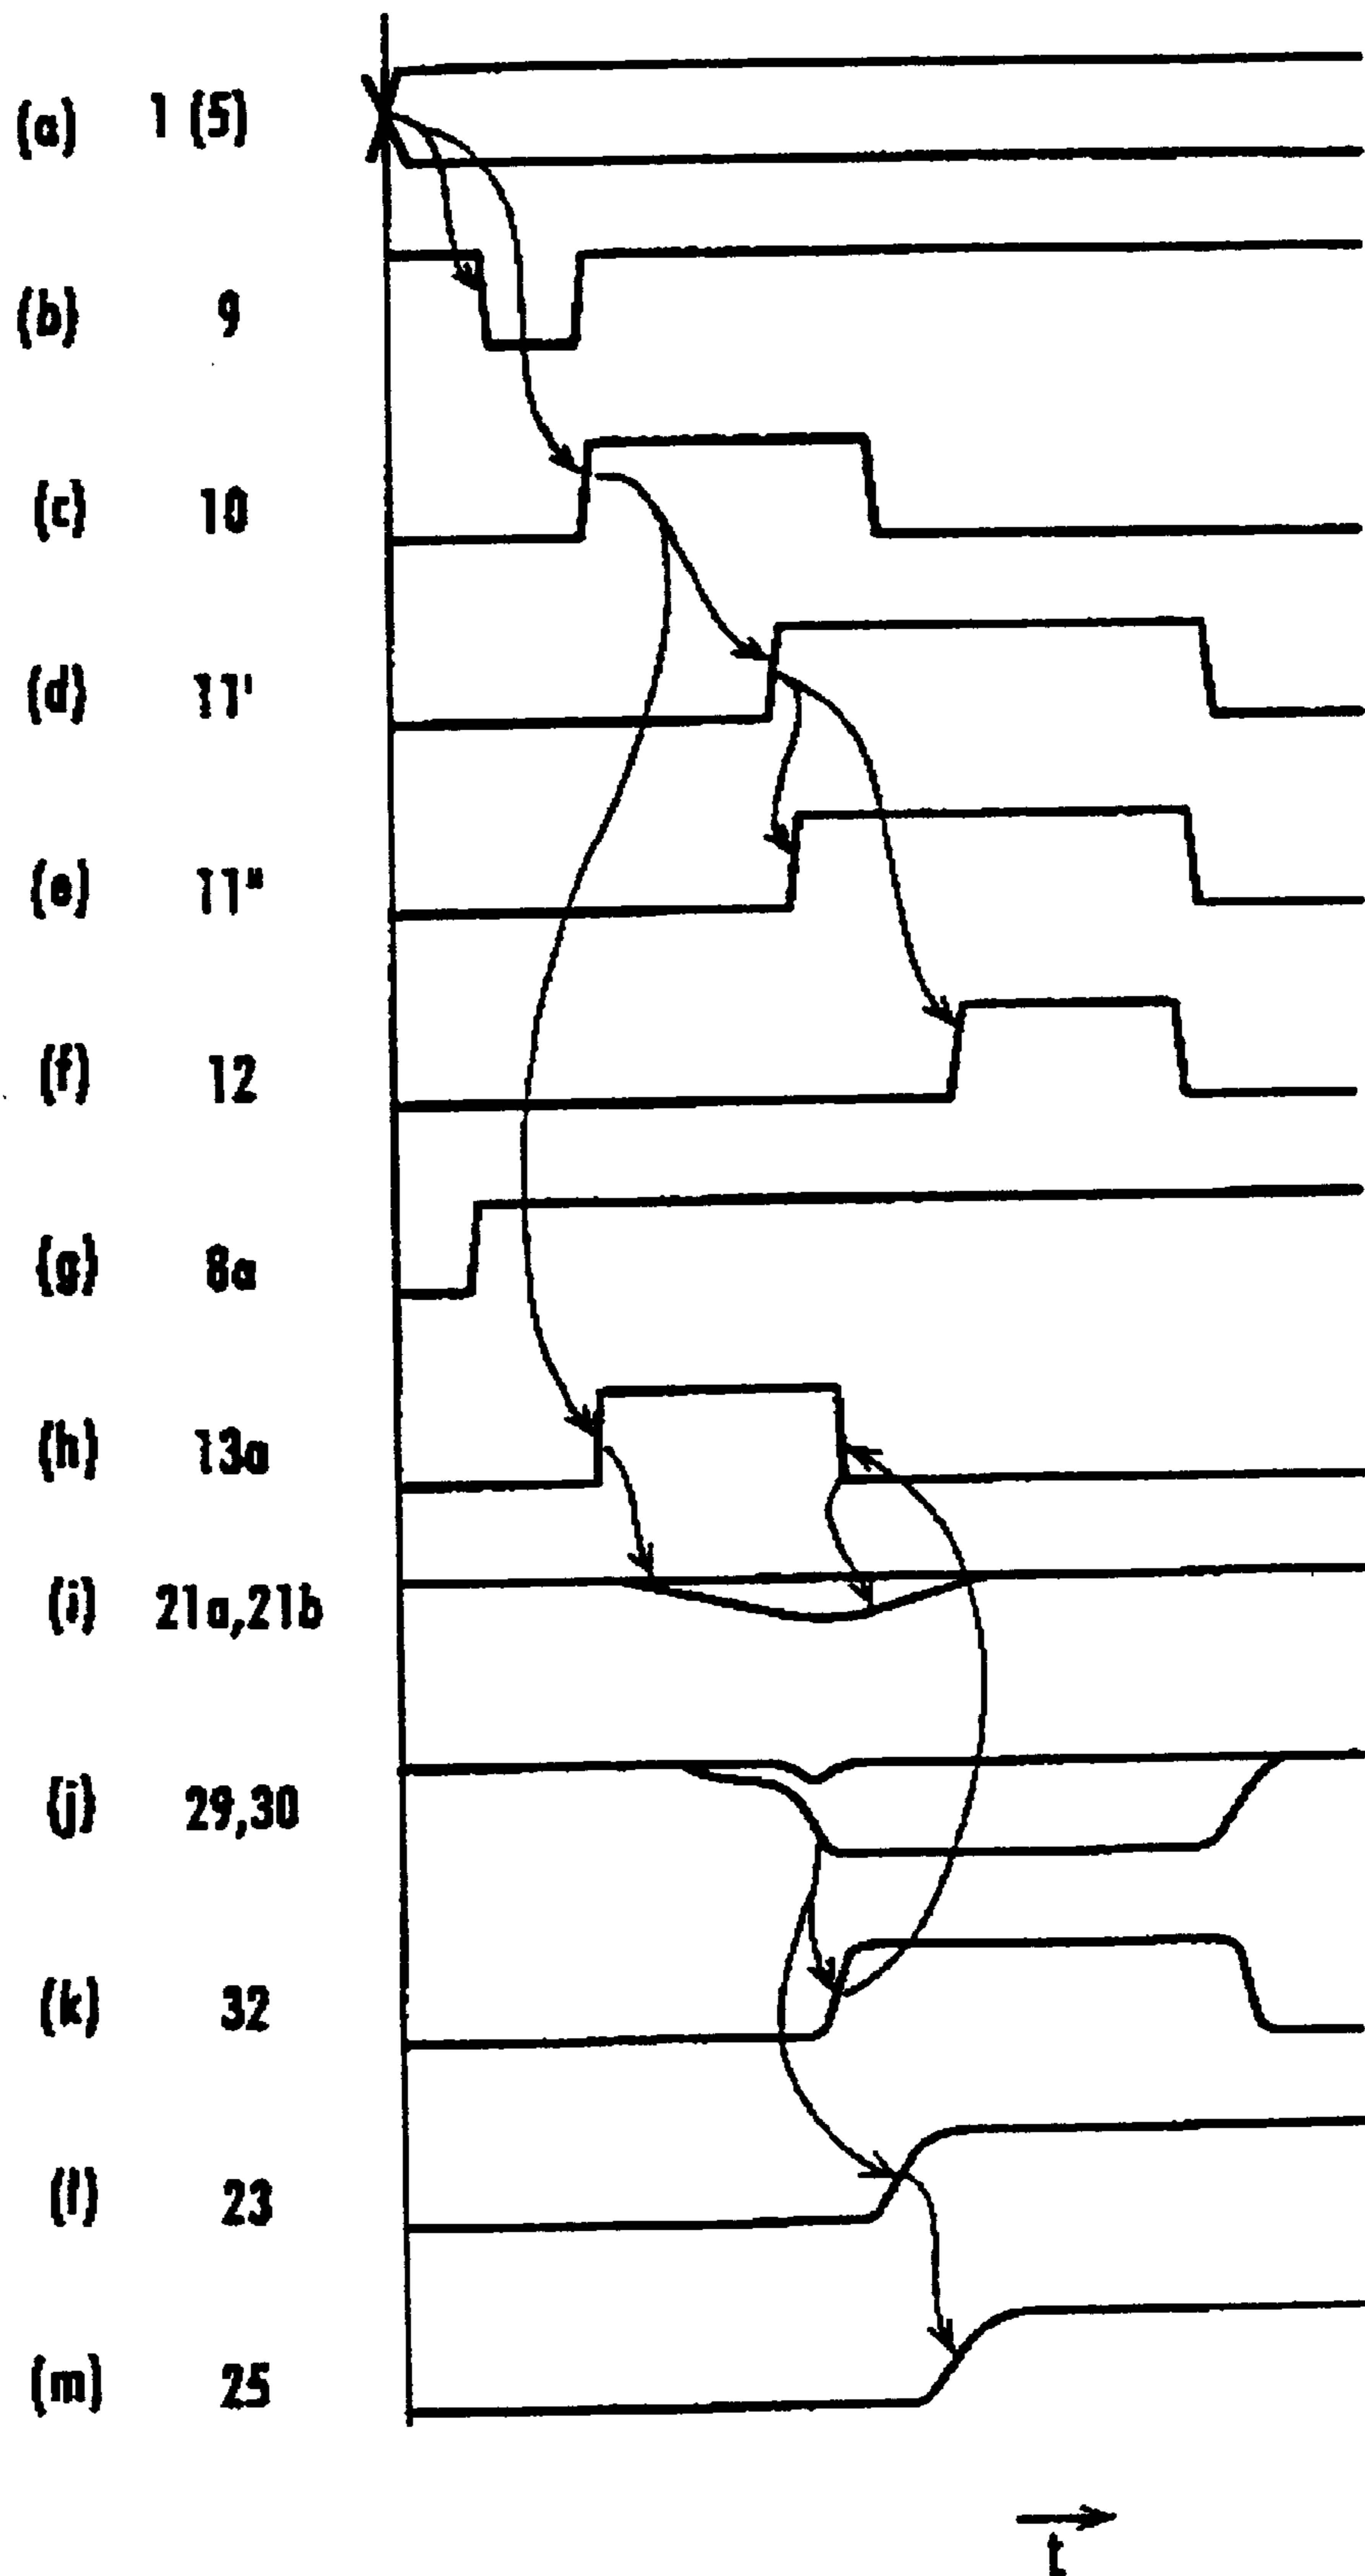 (a) 1 (5)
(b) 9
(c) 10
(d) 11'
(e) 11"
(f) 12
(g) 8a
(h) 13a
(i) 21a,21b
(j) 29,30
(k) 32
(l) 23
(m) 25
t